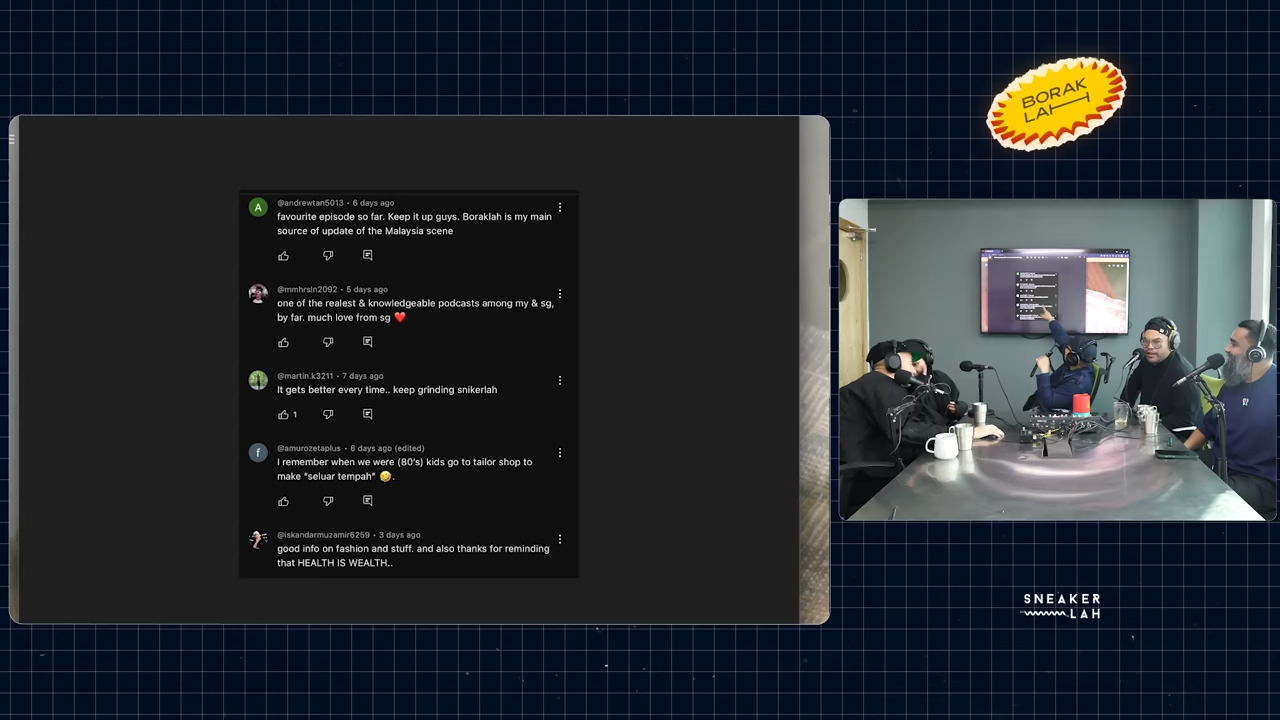 BORAK
LAH
@andrewtan5013 • 6 days ago
A
favourite episode so far. Keep it up guys. Boraklah is my main
source of update of the Malaysia scene
@mmhrsin2092 • 5 days ago
one of the realest & knowledgeable podcasts among my & sg,
by far. much love from sg ❤️
@martin.k3211 • 7 days ago
It gets better every time.. keep grinding snikerlah
1
@amurozetaplus • 6 days ago (edited)
f
I remember when we were (80's) kids go to tailor shop to
make "seluar tempah" 🤣.
@iskandarmuzamir6259 • 3 days ago
good info on fashion and stuff. and also thanks for reminding
that HEALTH IS WEALTH..
SNEAKER
LAH